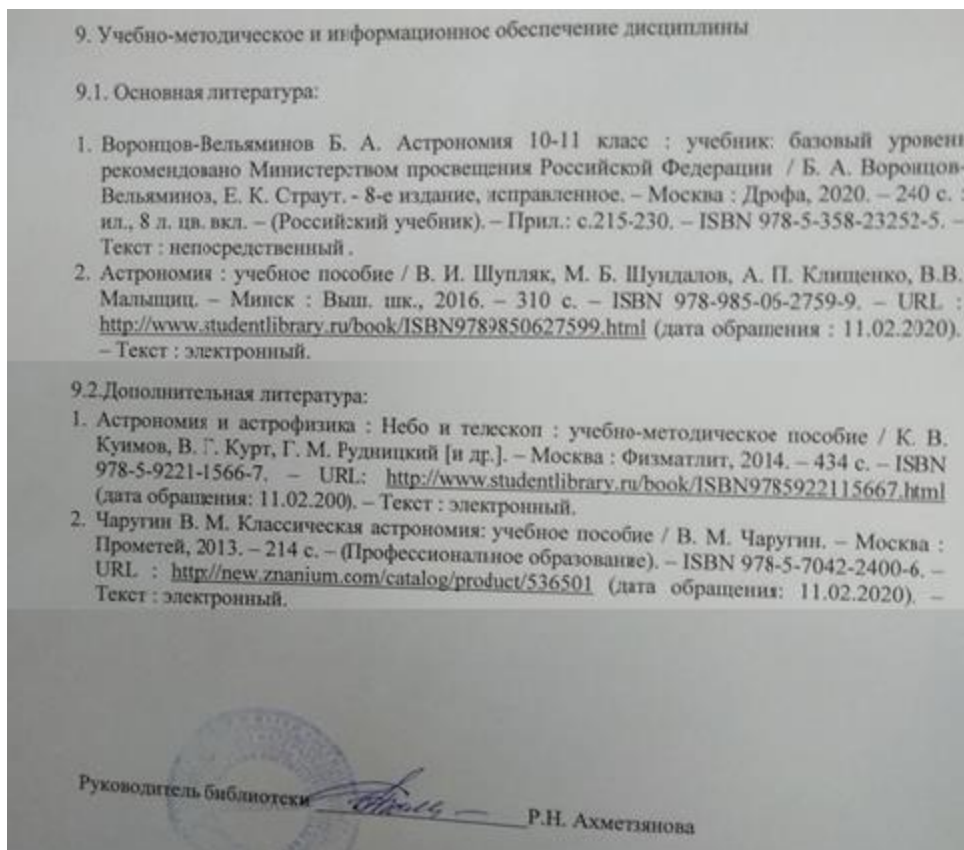 9. Учебно-методическое и информационное обеспечение дисциплины
9.1. Основная литература:
1. Воронцов-Вельяминов Б. А. Астрономия 10-11 класс : учебник: базовый уровень
рекомендовано Министерством просвещения Российской Федерации / Б. А. Воронцов-
Вельяминов, Е. К. Страут. - 8-е издание, исправленное. – Москва : Дрофа, 2020. – 240 с. :
ил., 8 л. цв. вкл. – (Российский учебник). – Прил.: с.215-230. – ISBN 978-5-358-23252-5. –
Текст : непосредственный .
2. Астрономия : учебное пособие / В. И. Шупляк, М. Б. Шундалов, А. П. Клищенко, В.В.
Малыщиц. – Минск : Выш. шк., 2016. – 310 с. – ISBN 978-985-06-2759-9. – URL :
http://www.studentlibrary.ru/book/ISBN9789850627599.html (дата обращения : 11.02.2020).
– Текст : электронный.
9.2.Дополнительная литература:
1. Астрономия и астрофизика : Небо и телескоп : учебно-методическое пособие / К. В.
Куимов, В. Г. Курт, Г. М. Рудницкий [и др.]. – Москва : Физматлит, 2014. – 434 с. – ISBN
978-5-9221-1566-7. – URL: http://www.studentlibrary.ru/book/ISBN9785922115667.html
(дата обращения: 11.02.200). – Текст : электронный.
2. Чаругин В. М. Классическая астрономия: учебное пособие / В. М. Чаругин. – Москва :
Прометей, 2013. – 214 с. – (Профессиональное образование). – ISBN 978-5-7042-2400-6. –
URL : http://new.znanium.com/catalog/product/536501 (дата обращения: 11.02.2020). –
Текст : электронный.
Руководитель библиотеки Р.Н. Ахметзянова